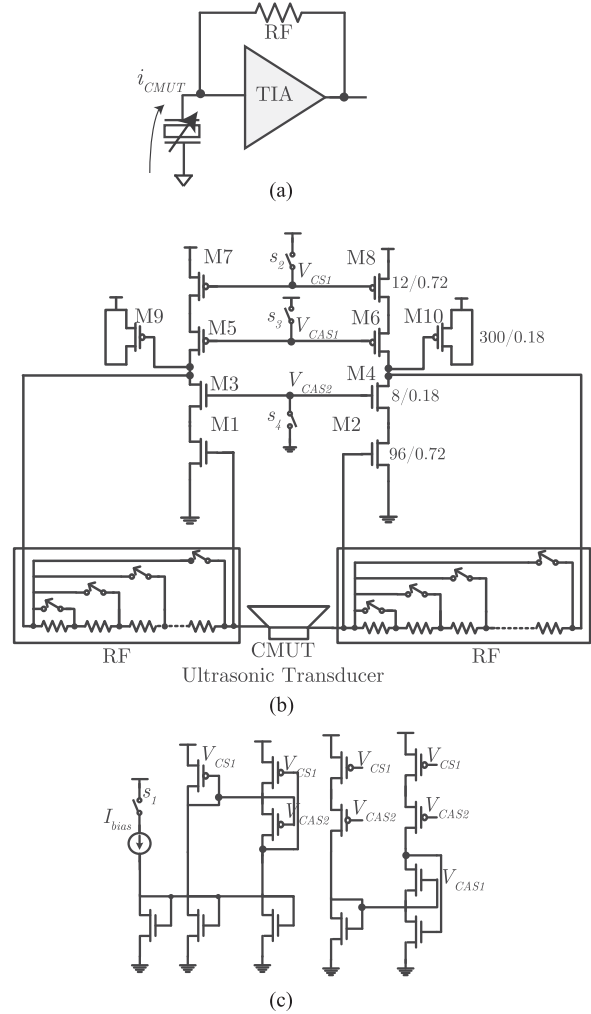 RF
i CMUT
TIA
(a)
M7
s2
VCS1
M8
12/0.72
M9
M5
s3
VCAS1
M6
M10
300/0.18
M3
VCAS2
M4
8/0.18
M1
s4
M2
96/0.72
RF
CMUT
RF
Ultrasonic Transducer
(b)
VCS1
VCS1
VCS1
VCS1
s1
Ibias
VCAS2
VCAS2
VCAS2
VCAS1
(c)